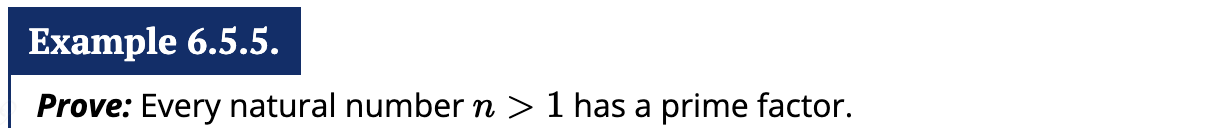 Example 6.5.5.
Prove: Every natural number n > 1 has a prime factor.